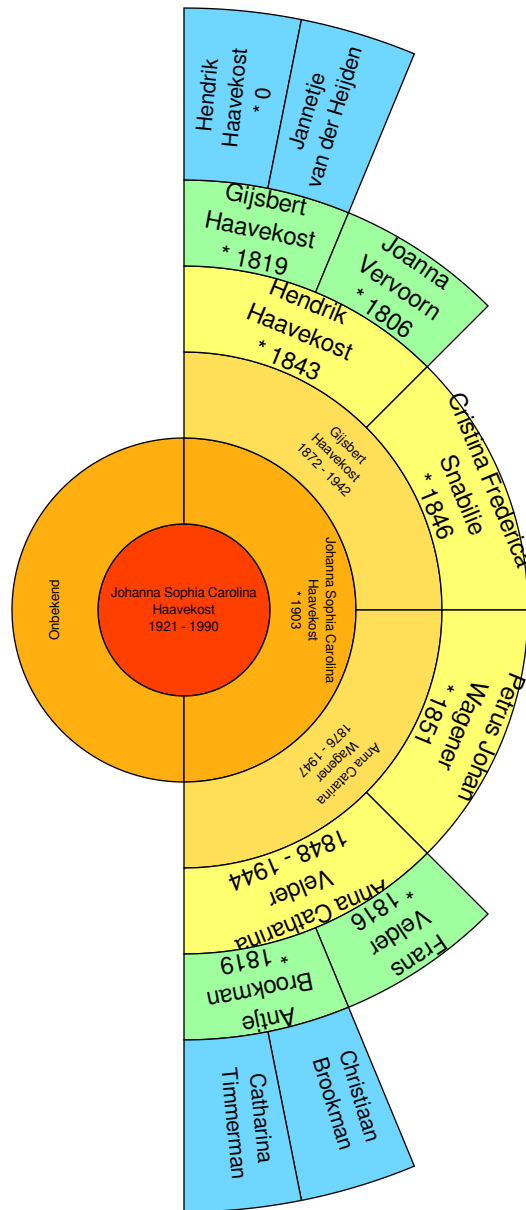 Hendrik
Haavekost
* 0
Jannetje
van der Heijden
Gijsbert
Haavekost
* 1819
Joanna
Vervoorn
* 1806
Hendrik
Haavekost
* 1843
Cristina Frederica
Snabilie
* 1846
Gijsbert
Haavekost
1872 - 1942
Onbekend
Johanna Sophia Carolina
Haavekost
1921 - 1990
Johanna Sophia Carolina
Haavekost
* 1903
Anna Catarina
Wagener
1876 - 1947
Petrus Johan
Wagener
* 1851
Anna Catharina
Velder
1848 - 1944
Frans
Velder
* 1816
Antje
Brookman
* 1819
Christiaan
Brookman
Catharina
Timmerman